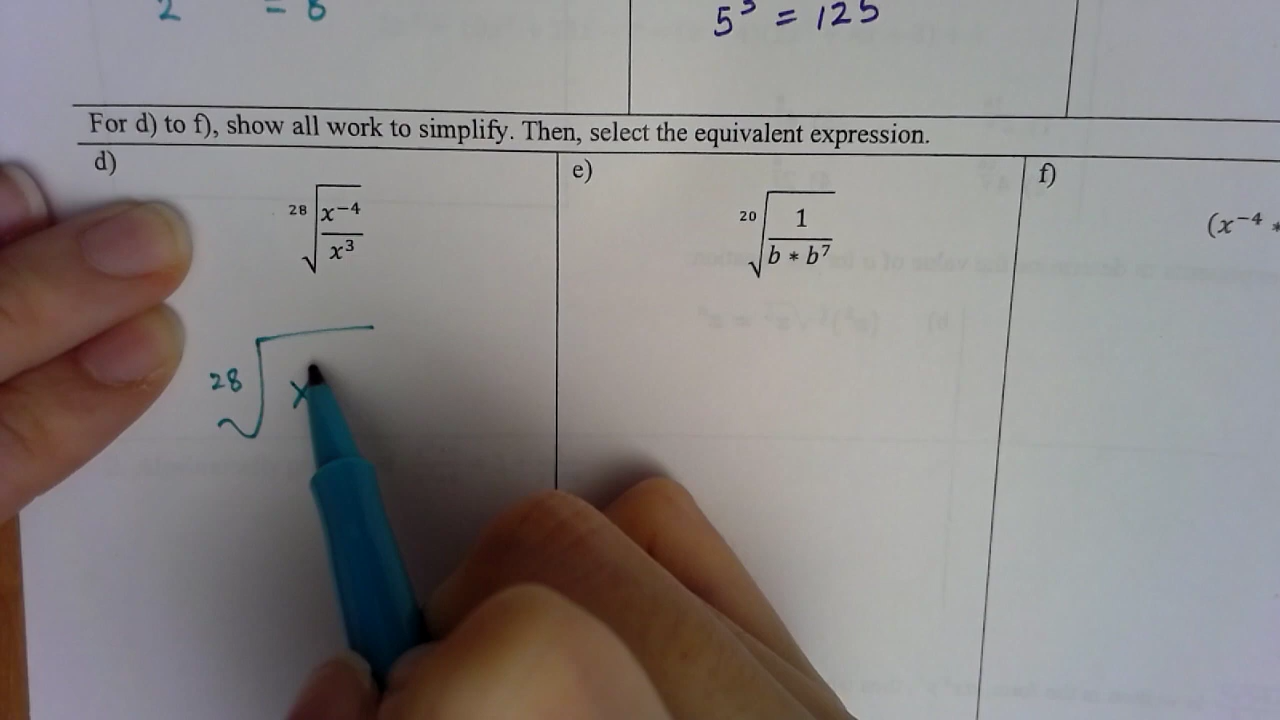 2 = 8
5³ = 125
For d) to f), show all work to simplify. Then, select the equivalent expression.
d)
e)
f)
²⁸√(x⁻⁴/x³)
²⁰√(1/(b * b⁷))
(x⁻⁴ *
²⁸√x